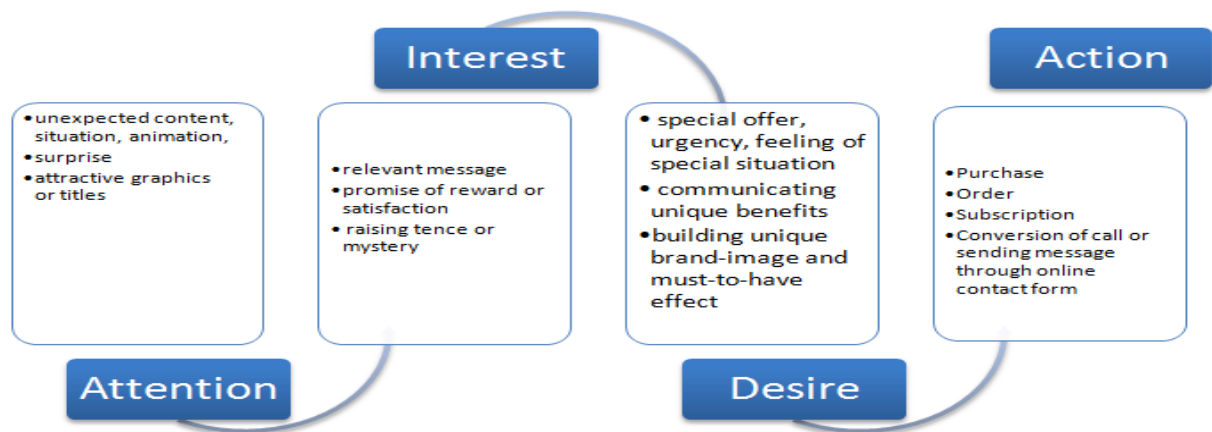 Attention
•unexpected content,
situation, animation,
•surprise
•attractive graphics
or titles
Interest
•relevant message
•promise of reward or
satisfaction
• raising tence or
mystery
Desire
• special offer,
urgency, feeling of
special situation
• communicating
unique benefits
•building unique
brand-image and
must-to-have
effect
Action
•Purchase
•Order
•Subscription
•Conversion of call or
sending message
through online
contact form